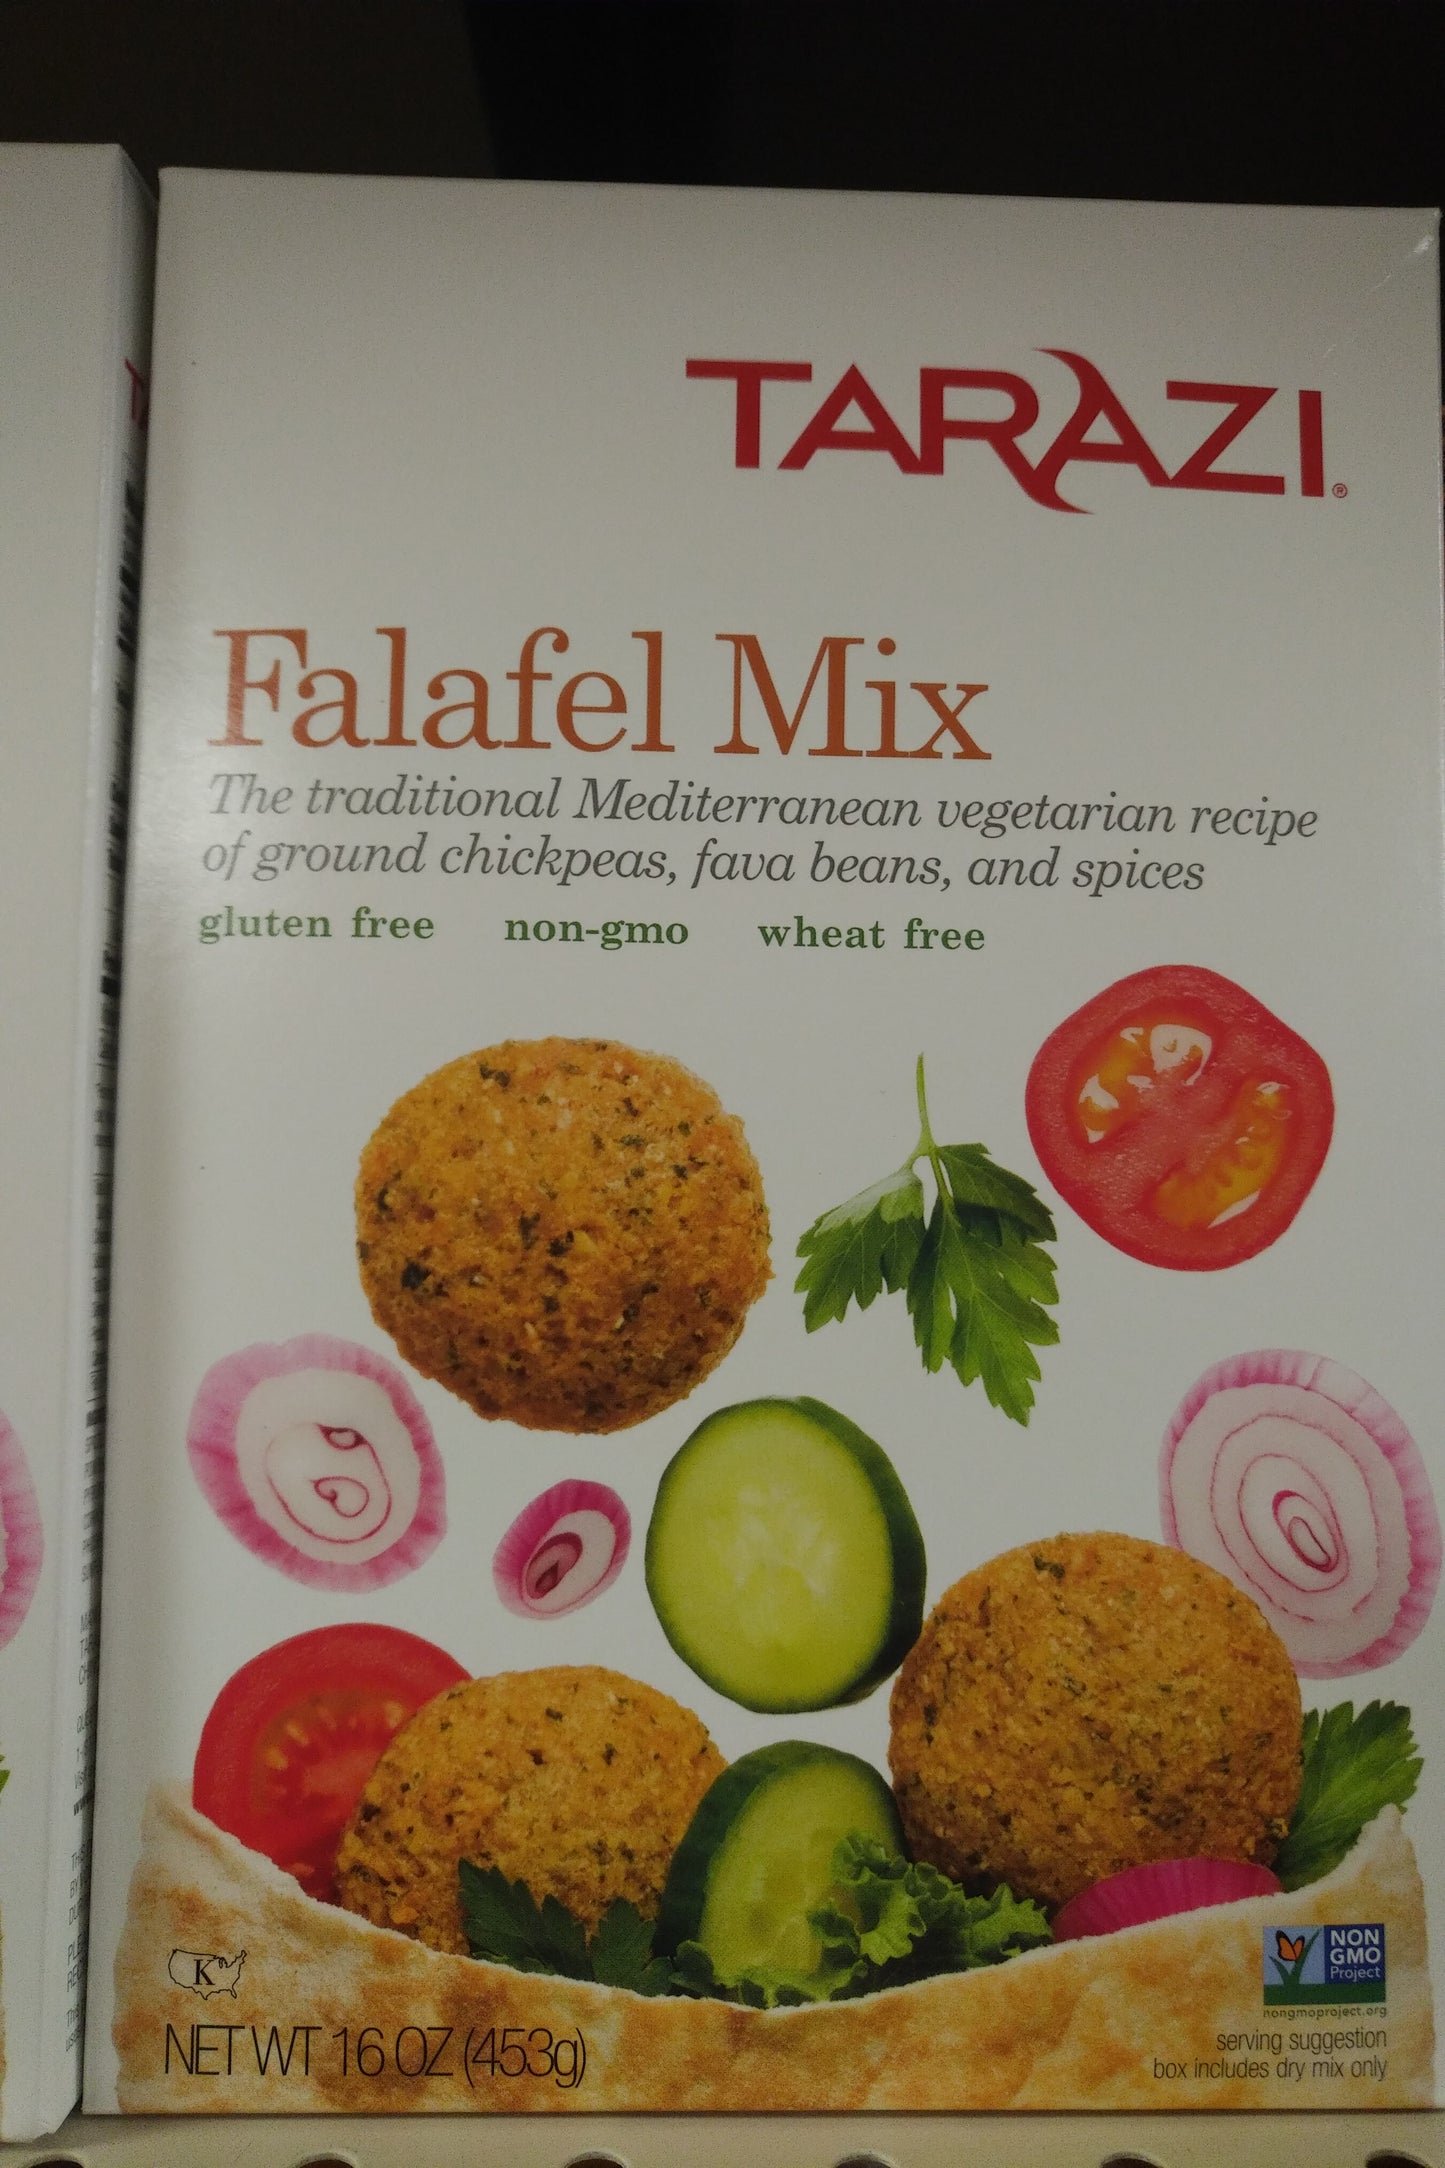 TARAZI®
Falafel Mix
The traditional Mediterranean vegetarian recipe
of ground chickpeas, fava beans, and spices
gluten free non-gmo wheat free
K
NON
GMO
Project
nongmoproject.org
NET WT 16 OZ (453g)
serving suggestion
box includes dry mix only